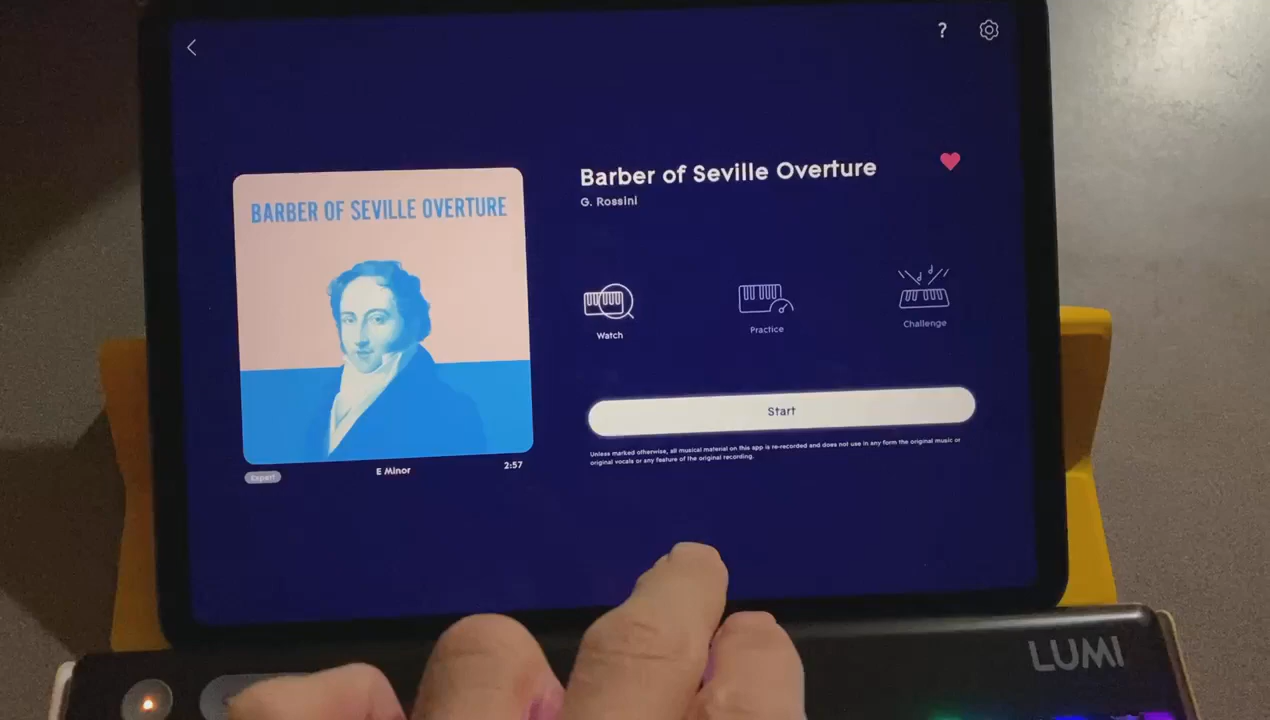 ?
BARBER OF SEVILLE OVERTURE
Barber of Seville Overture
G. Rossini
Watch
Practice
Challenge
Start
Unless marked otherwise, all musical material on this app is re-recorded and does not use in any form the original music or
original vocals or any feature of the original recording.
Expert
E Minor
2:57
LUMI